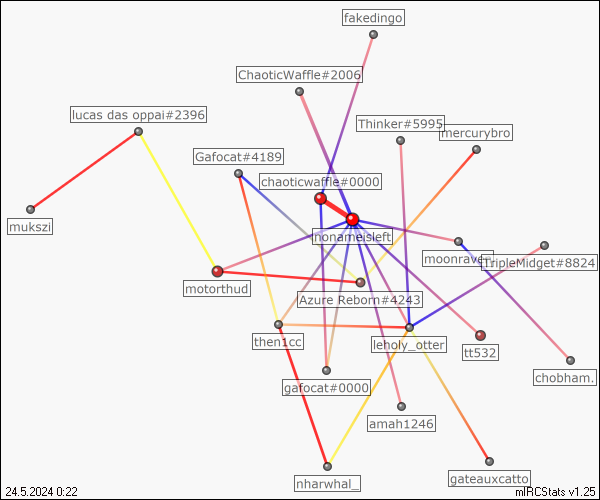 fakedingo
ChaoticWaffle#2006
lucas das oppai#2396
Thinker#5995
mercurybro
Gafocat#4189
chaoticwaffle#0000
mukszi
nonameisleft
moonraven
TripleMidget#8824
motorthud
Azure Reborn#4243
then1cc
leholy_otter
tt532
chobham.
gafocat#0000
amah1246
nharwhal_
gateauxcatto
24.5.2024 0:22
mIRCStats v1.25